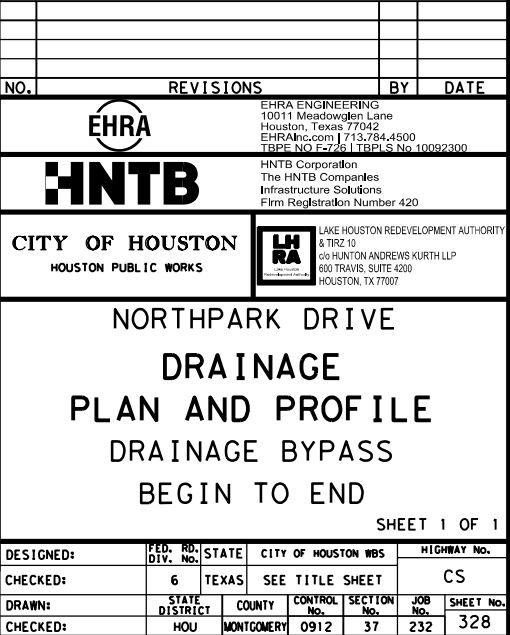 NO. REVISIONS BY DATE
EHRA
EHRA ENGINEERING
10011 Meadowglen Lane
Houston, Texas 77042
EHRAInc.com | 713.784.4500
TBPE NO F-726 | TBPLS No 10092300
HNTB
HNTB Corporation
The HNTB Companies
Infrastructure Solutions
Firm Registration Number 420
CITY OF HOUSTON
HOUSTON PUBLIC WORKS
LH
RA
Lake Houston
Redevelopment Authority
LAKE HOUSTON REDEVELOPMENT AUTHORITY
& TIRZ 10
c/o HUNTON ANDREWS KURTH LLP
600 TRAVIS, SUITE 4200
HOUSTON, TX 77007
NORTHPARK DRIVE
DRAINAGE
PLAN AND PROFILE
DRAINAGE BYPASS
BEGIN TO END
SHEET 1 OF 1
DESIGNED: FED. RD. DIV. No. STATE CITY OF HOUSTON WBS HIGHWAY No.
CHECKED: 6 TEXAS SEE TITLE SHEET CS
DRAWN: STATE DISTRICT COUNTY CONTROL No. SECTION No. JOB No. SHEET No.
CHECKED: HOU MONTGOMERY 0912 37 232 328